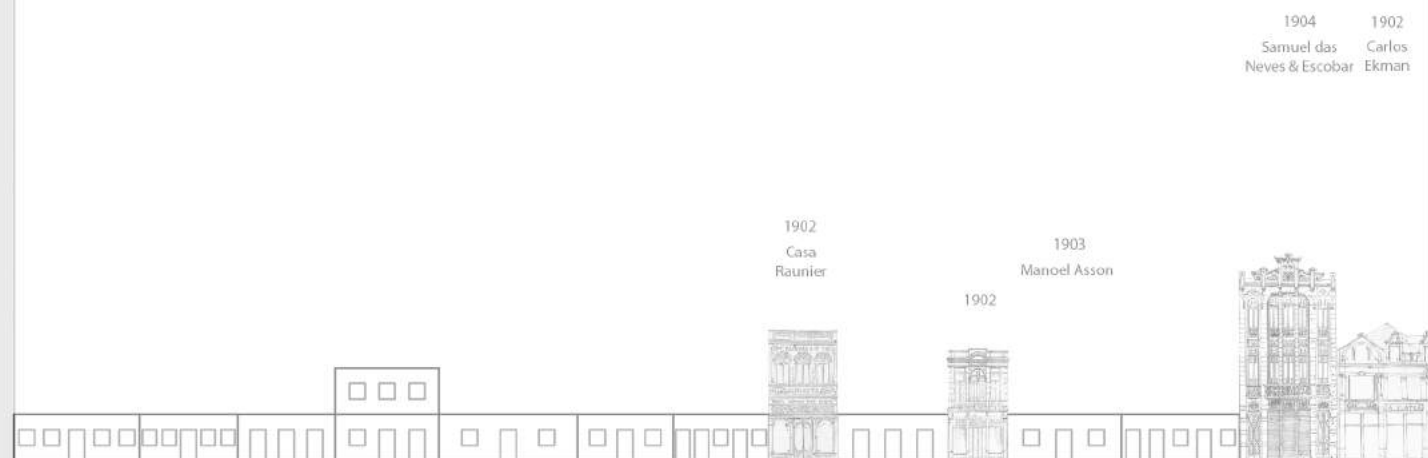 1904
Samuel das
Neves & Escobar
1902
Carlos
Ekman
1902
Casa
Raunier
1903
Manoel Asson
1902